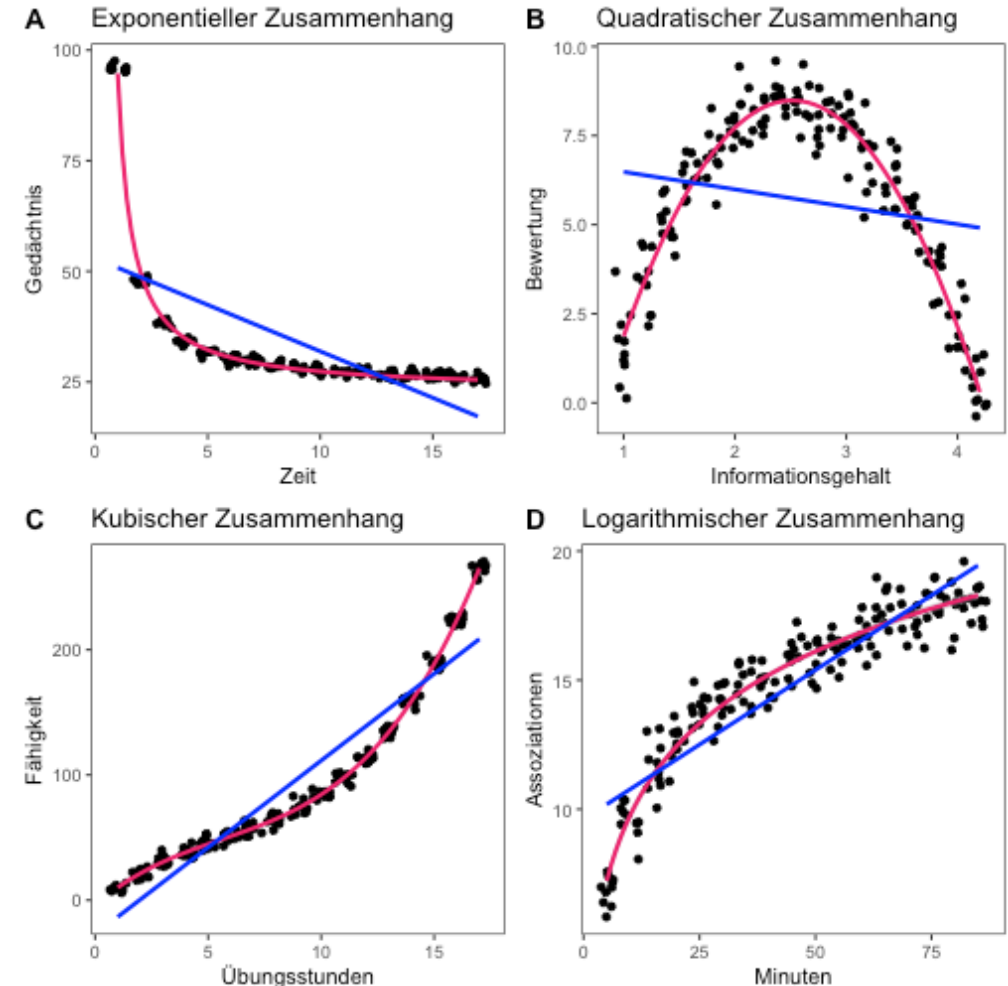 A Exponentieller Zusammenhang
100
75
50
25
Gedächtnis
0 5 10 15
Zeit
B Quadratischer Zusammenhang
10.0
7.5
5.0
2.5
0.0
Bewertung
1 2 3 4
Informationsgehalt
C Kubischer Zusammenhang
200
100
0
Fähigkeit
0 5 10 15
Übungsstunden
D Logarithmischer Zusammenhang
20
15
10
Assoziationen
0 25 50 75
Minuten